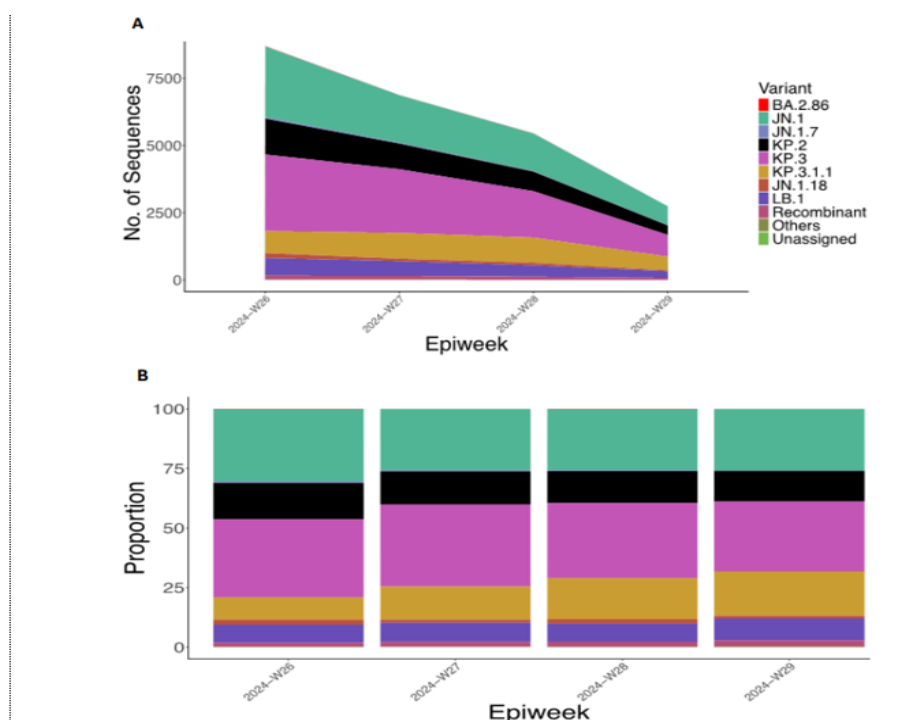 A
No. of Sequences
7500
5000
2500
0
2024-W26
2024-W27
2024-W28
2024-W29
Epiweek
Variant
BA.2.86
JN.1
JN.1.7
KP.2
KP.3
KP.3.1.1
JN.1.18
LB.1
Recombinant
Others
Unassigned
B
Proportion
100
75
50
25
0
2024-W26
2024-W27
2024-W28
2024-W29
Epiweek